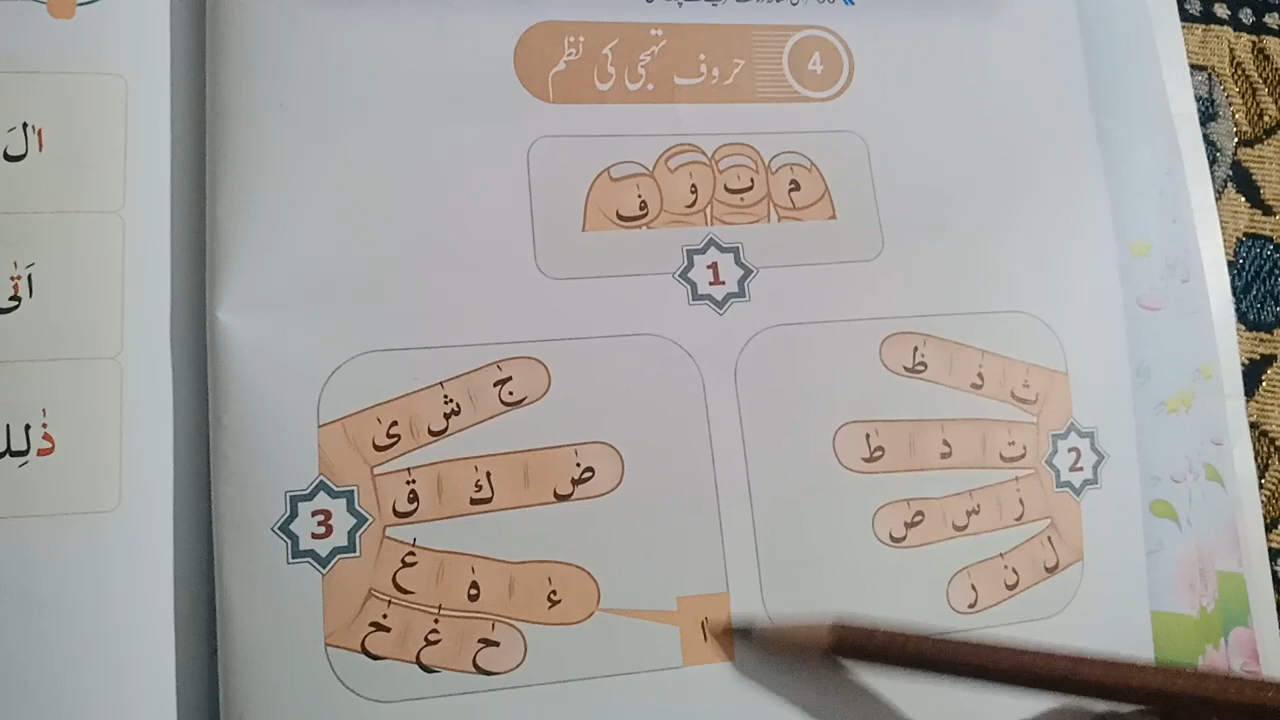 4 حروف تہجی کی نظم
مٰ بٰ وٰ فٰ
1
ثٰ ذٰ ظٰ
تٰ دٰ طٰ
زٰ سٰ صٰ
لٰ نٰ رٰ
2
جٰ شٰ یٰ
ضٰ كٰ قٰ
ءٰ ہٰ عٰ
حٰ غٰ خٰ
3
اٰ
اٰلَ
اَتٰی
ذٰلِكَ